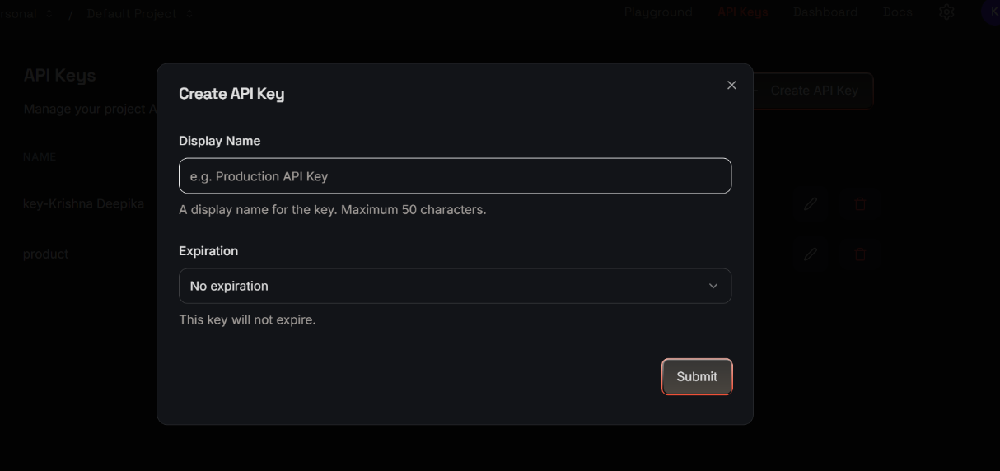 rsonal / Default Project Playground API Keys Dashboard Docs K
API Keys
Manage your project A
Create API Key
NAME
key-Krishna Deepika
product
Create API Key
Display Name
e.g. Production API Key
A display name for the key. Maximum 50 characters.
Expiration
No expiration
This key will not expire.
Submit